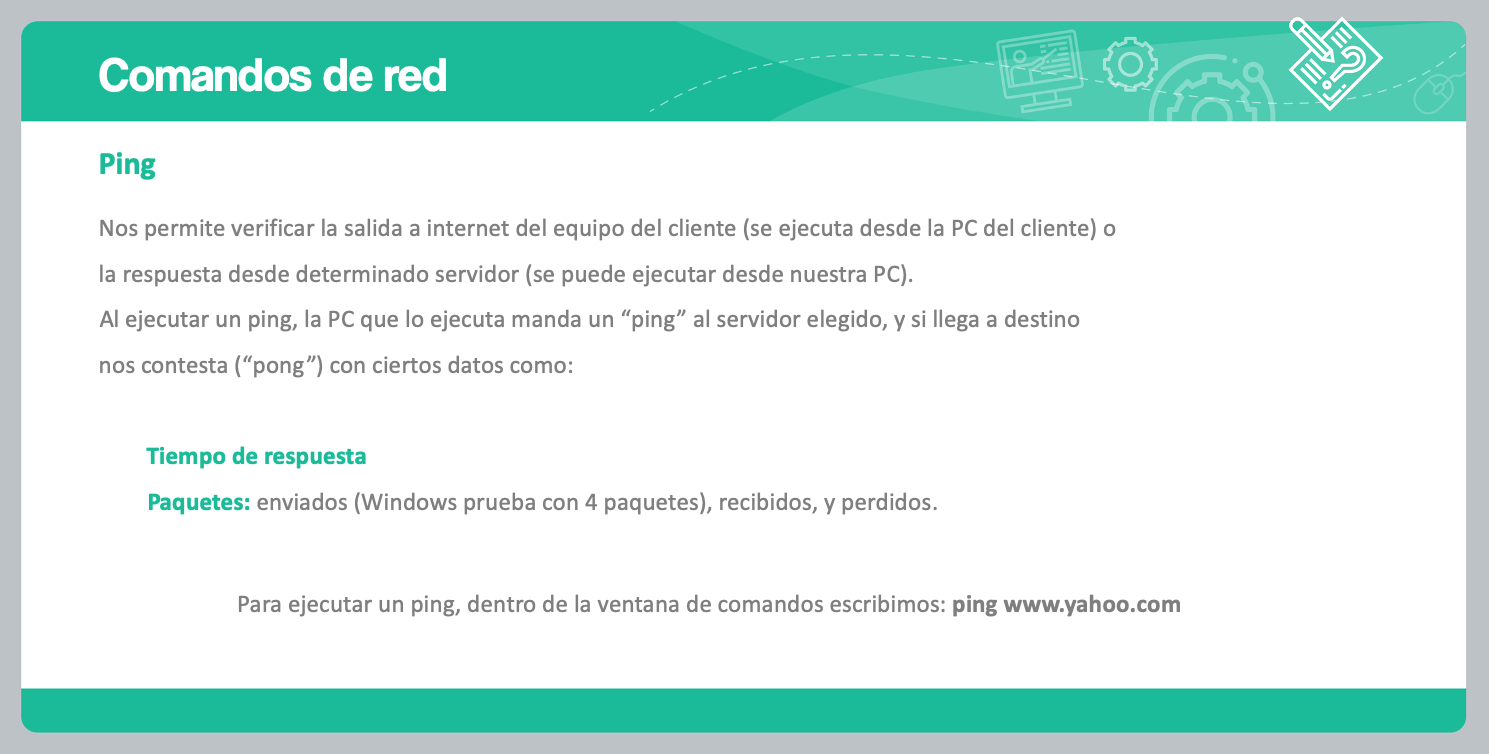 Comandos de red
Ping
Nos permite verificar la salida a internet del equipo del cliente (se ejecuta desde la PC del cliente) o
la respuesta desde determinado servidor (se puede ejecutar desde nuestra PC).
Al ejecutar un ping, la PC que lo ejecuta manda un “ping” al servidor elegido, y si llega a destino
nos contesta (“pong”) con ciertos datos como:
Tiempo de respuesta
Paquetes: enviados (Windows prueba con 4 paquetes), recibidos, y perdidos.
Para ejecutar un ping, dentro de la ventana de comandos escribimos: ping www.yahoo.com